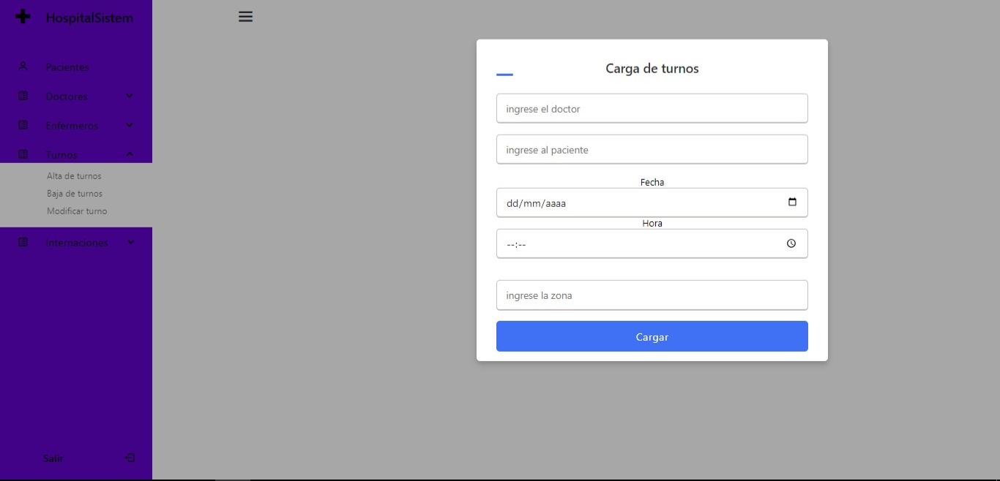 HospitalSistem
Pacientes
Doctores
Enfermeros
Turnos
Alta de turnos
Baja de turnos
Modificar turno
Internaciones
Salir
Carga de turnos
ingrese el doctor
ingrese al paciente
Fecha
dd/mm/aaaa
Hora
--:--
ingrese la zona
Cargar